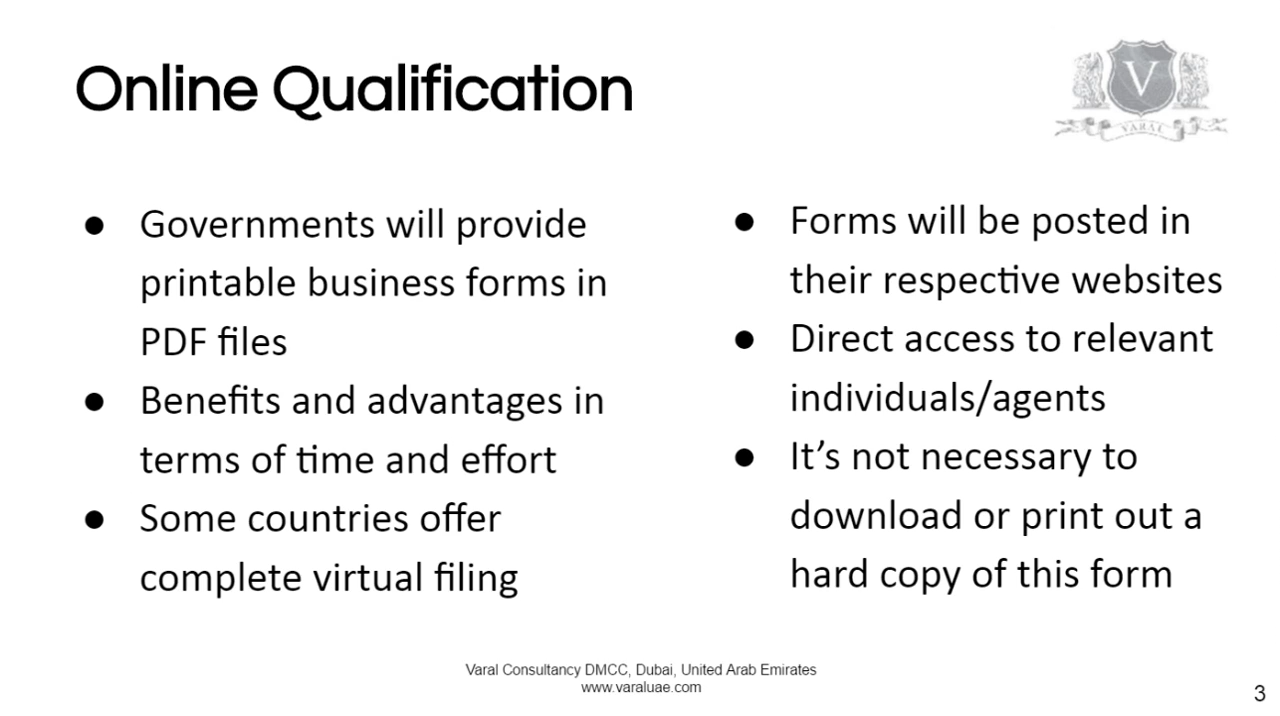 Online Qualification
VARAL
V
● Governments will provide
printable business forms in
PDF files
● Benefits and advantages in
terms of time and effort
● Some countries offer
complete virtual filing
● Forms will be posted in
their respective websites
● Direct access to relevant
individuals/agents
● It’s not necessary to
download or print out a
hard copy of this form
Varal Consultancy DMCC, Dubai, United Arab Emirates
www.varaluae.com
3